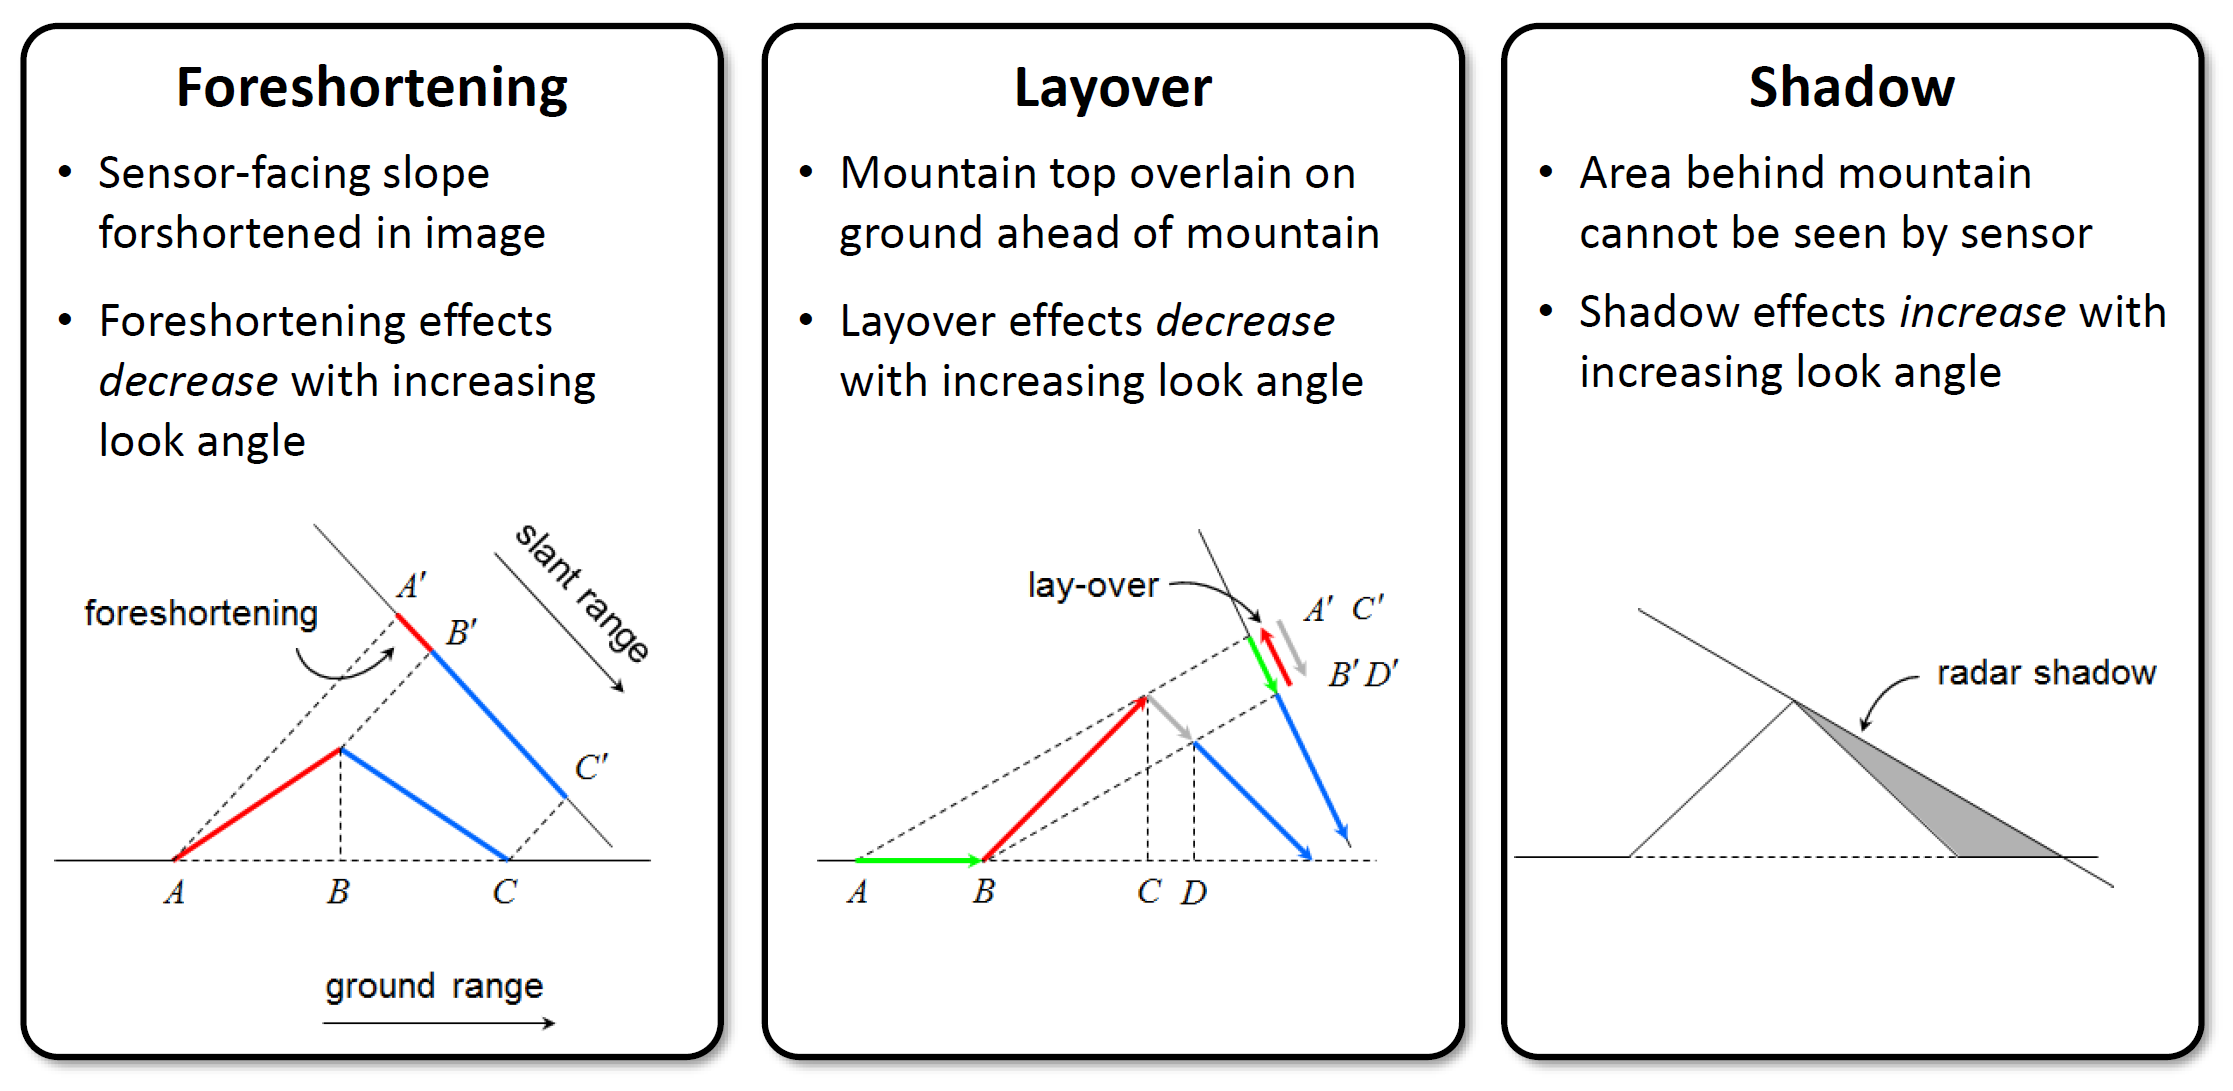 Foreshortening
• Sensor-facing slope
forshortened in image
• Foreshortening effects
decrease with increasing
look angle
slant range
A′
foreshortening
B′
C′
A B C
ground range
Layover
• Mountain top overlain on
ground ahead of mountain
• Layover effects decrease
with increasing look angle
lay-over
A′ C′
B′ D′
A B C D
Shadow
• Area behind mountain
cannot be seen by sensor
• Shadow effects increase with
increasing look angle
radar shadow